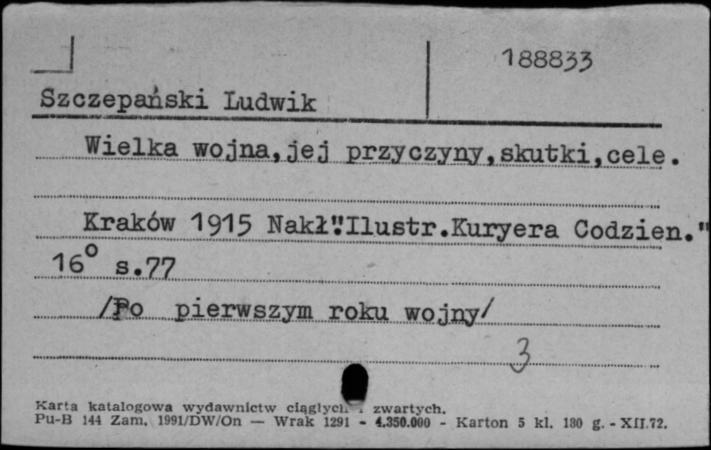 188833
Szczepański Ludwik
Wielka wojna,jej przyczyny,skutki,cele.
Kraków 1915 Nakł"Ilustr.Kuryera Codzien."
16° s.77
/Po pierwszym roku wojny/
3
Karta katalogowa wydawnictw ciągłych i zwartych.
Pu-B 144 Zam. 1991/DW/On — Wrak 1291 - 4.350.000 - Karton 5 kl. 180 g. - XII.72.